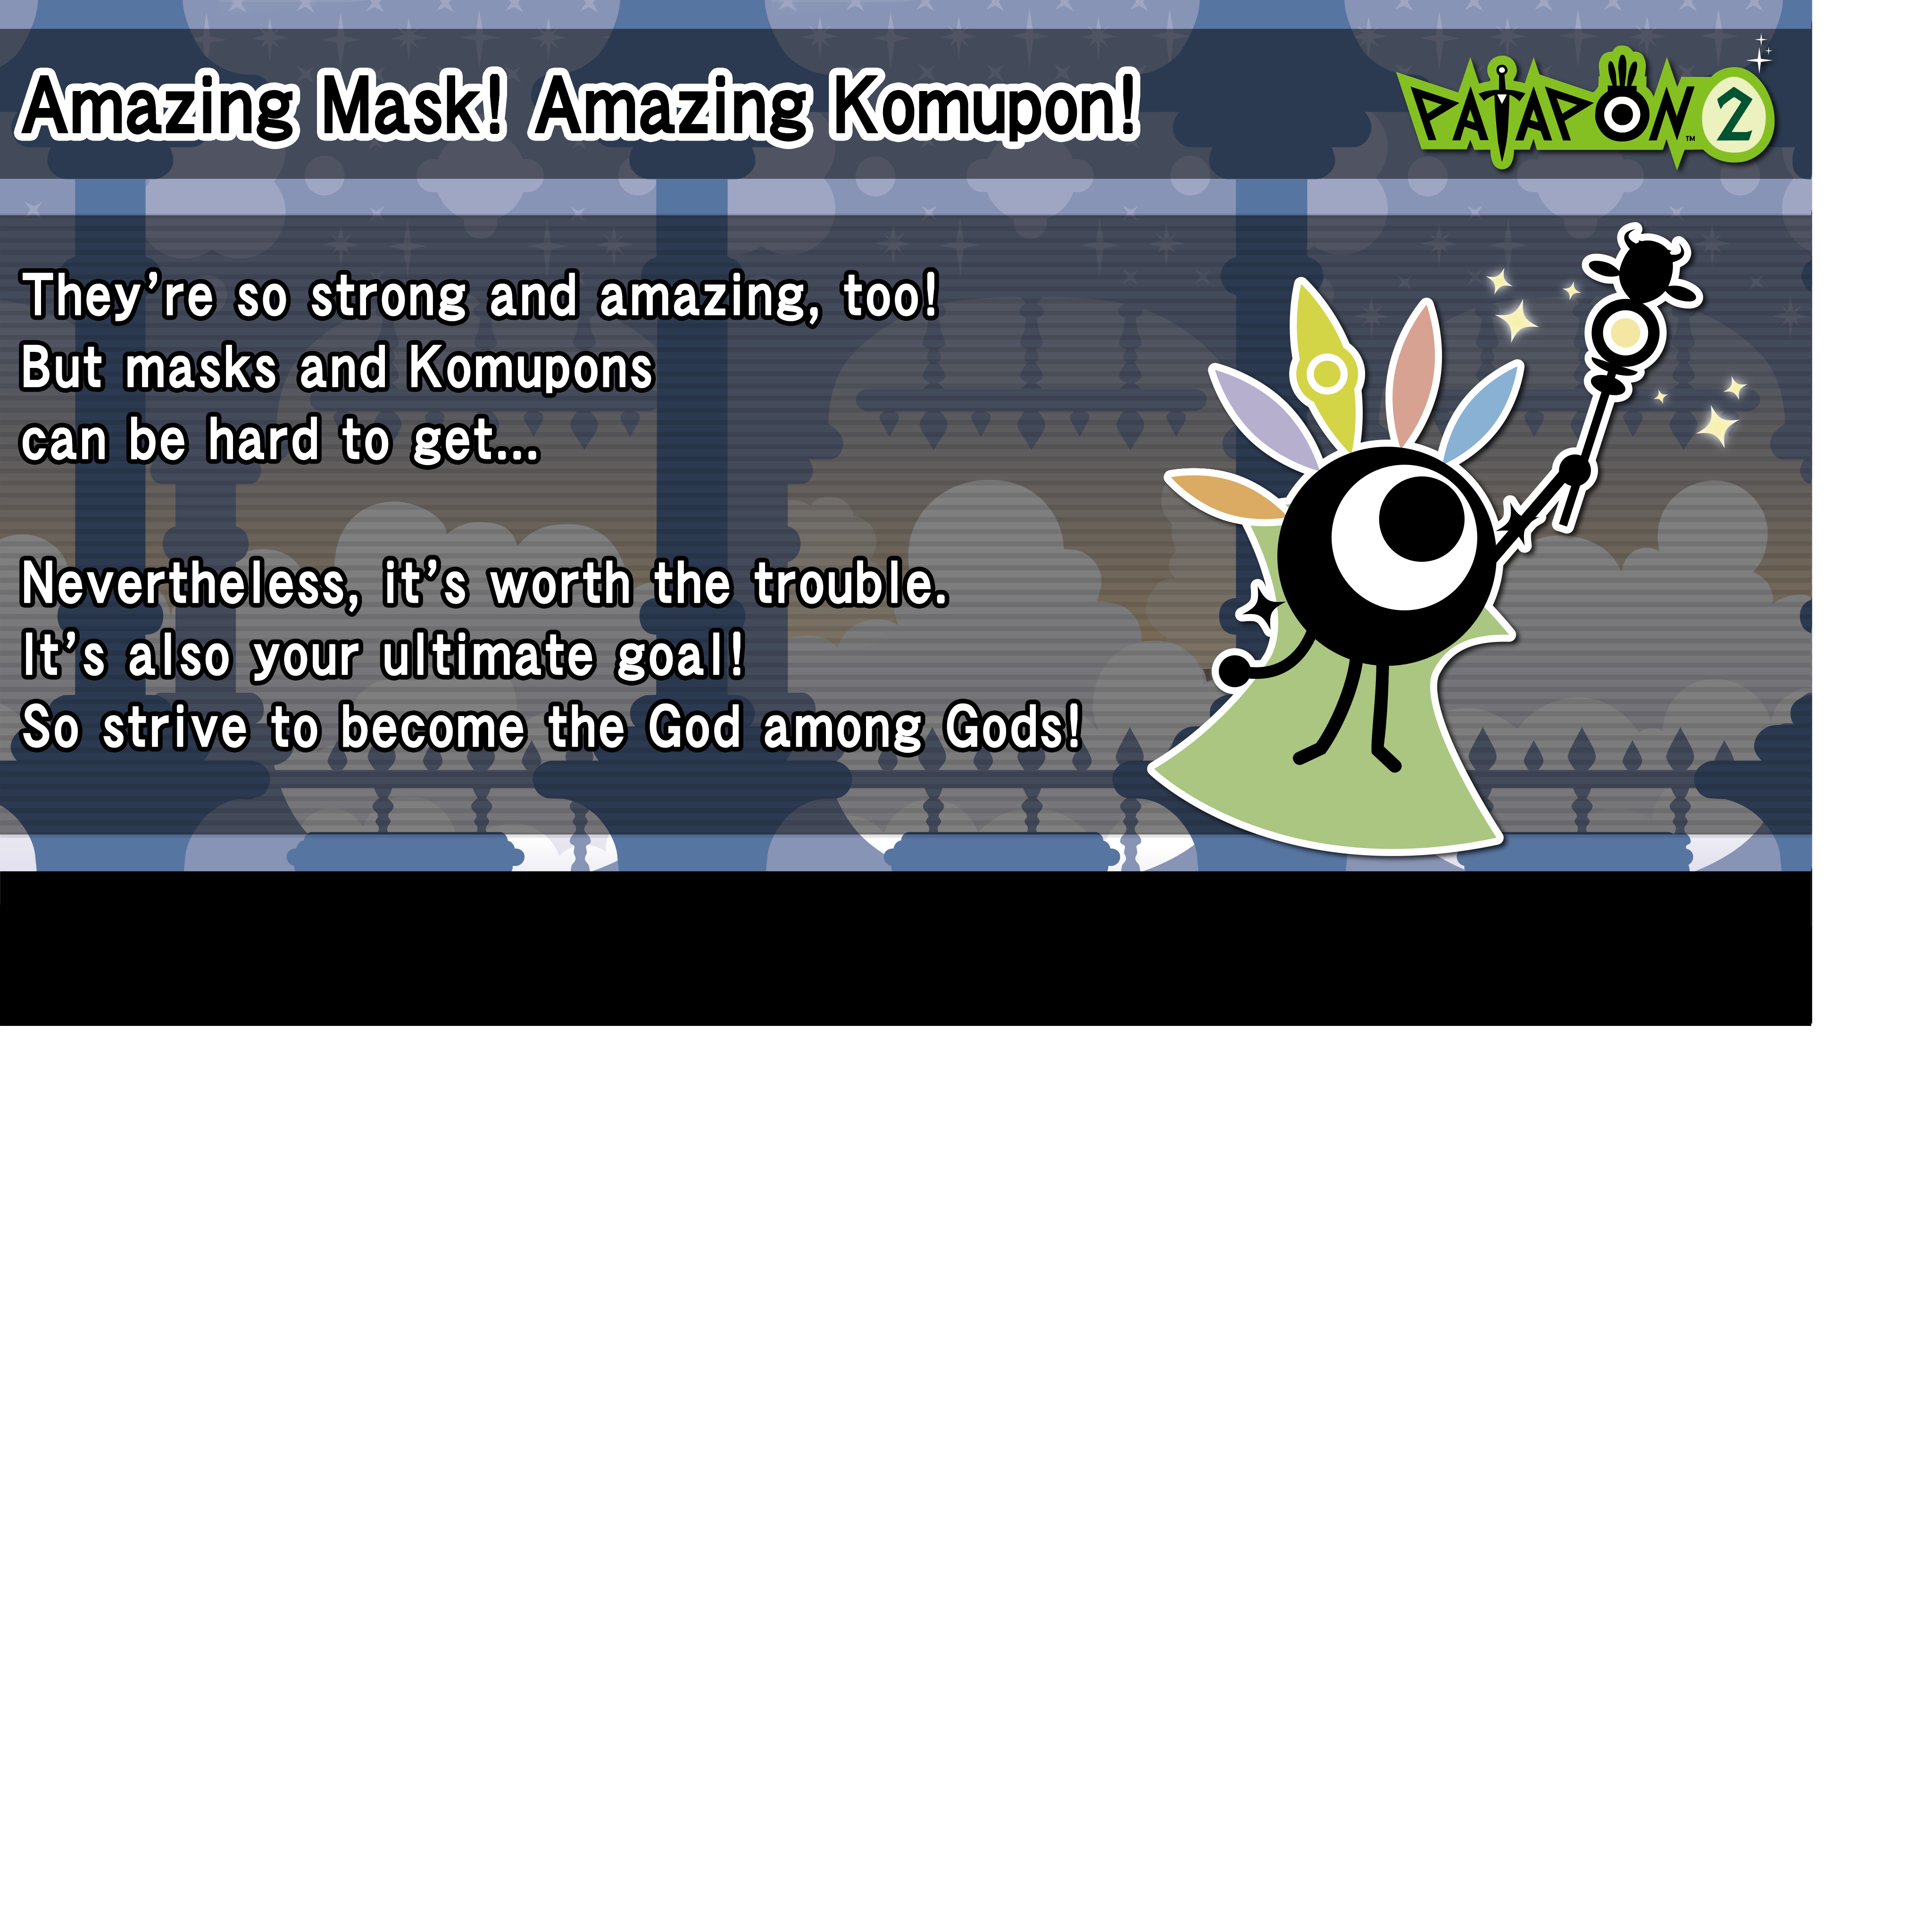 Amazing Mask! Amazing Komupon!
PATAPON™ 2
They're so strong and amazing, too!
But masks and Komupons
can be hard to get...
Nevertheless, it's worth the trouble.
It's also your ultimate goal!
So strive to become the God among Gods!